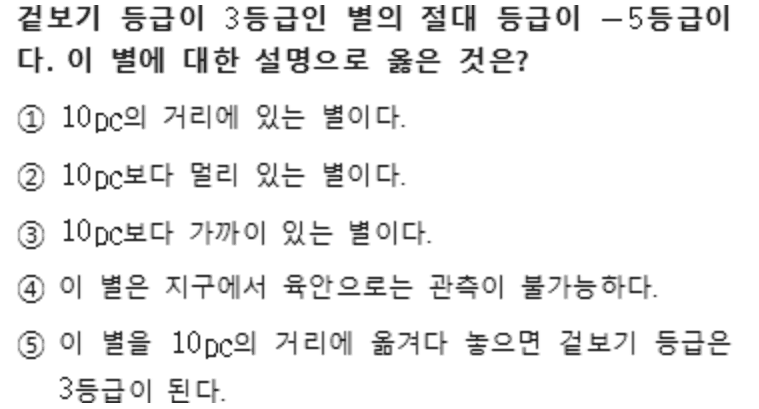 겉보기 등급이 3등급인 별의 절대 등급이 −5등급이
다. 이 별에 대한 설명으로 옳은 것은?
① 10pc의 거리에 있는 별이다.
② 10pc보다 멀리 있는 별이다.
③ 10pc보다 가까이 있는 별이다.
④ 이 별은 지구에서 육안으로는 관측이 불가능하다.
⑤ 이 별을 10pc의 거리에 옮겨다 놓으면 겉보기 등급은
3등급이 된다.